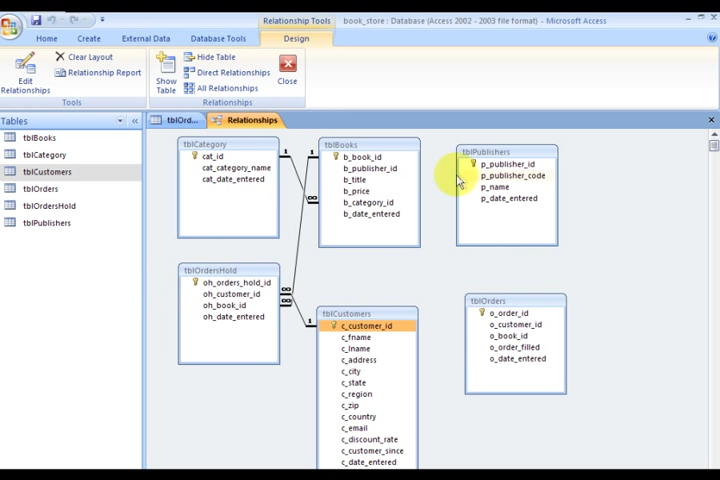 Relationship Tools
book_store : Database (Access 2002 - 2003 file format) - Microsoft Access
Home
Create
External Data
Database Tools
Design
Edit Relationships
Clear Layout
Relationship Report
Tools
Show Table
Hide Table
Direct Relationships
All Relationships
Relationships
Close
Tables
tblBooks
tblCategory
tblCustomers
tblOrders
tblOrdersHold
tblPublishers
tblOrd...
Relationships
tblCategory
cat_id
cat_category_name
cat_date_entered
1
∞
tblBooks
b_book_id
b_publisher_id
b_title
b_price
b_category_id
b_date_entered
1
tblPublishers
p_publisher_id
p_publisher_code
p_name
p_date_entered
tblOrdersHold
oh_orders_hold_id
oh_customer_id
oh_book_id
oh_date_entered
∞
∞
1
tblCustomers
c_customer_id
c_fname
c_lname
c_address
c_city
c_state
c_region
c_zip
c_country
c_email
c_discount_rate
c_customer_since
c_date_entered
tblOrders
o_order_id
o_customer_id
o_book_id
o_order_filled
o_date_entered